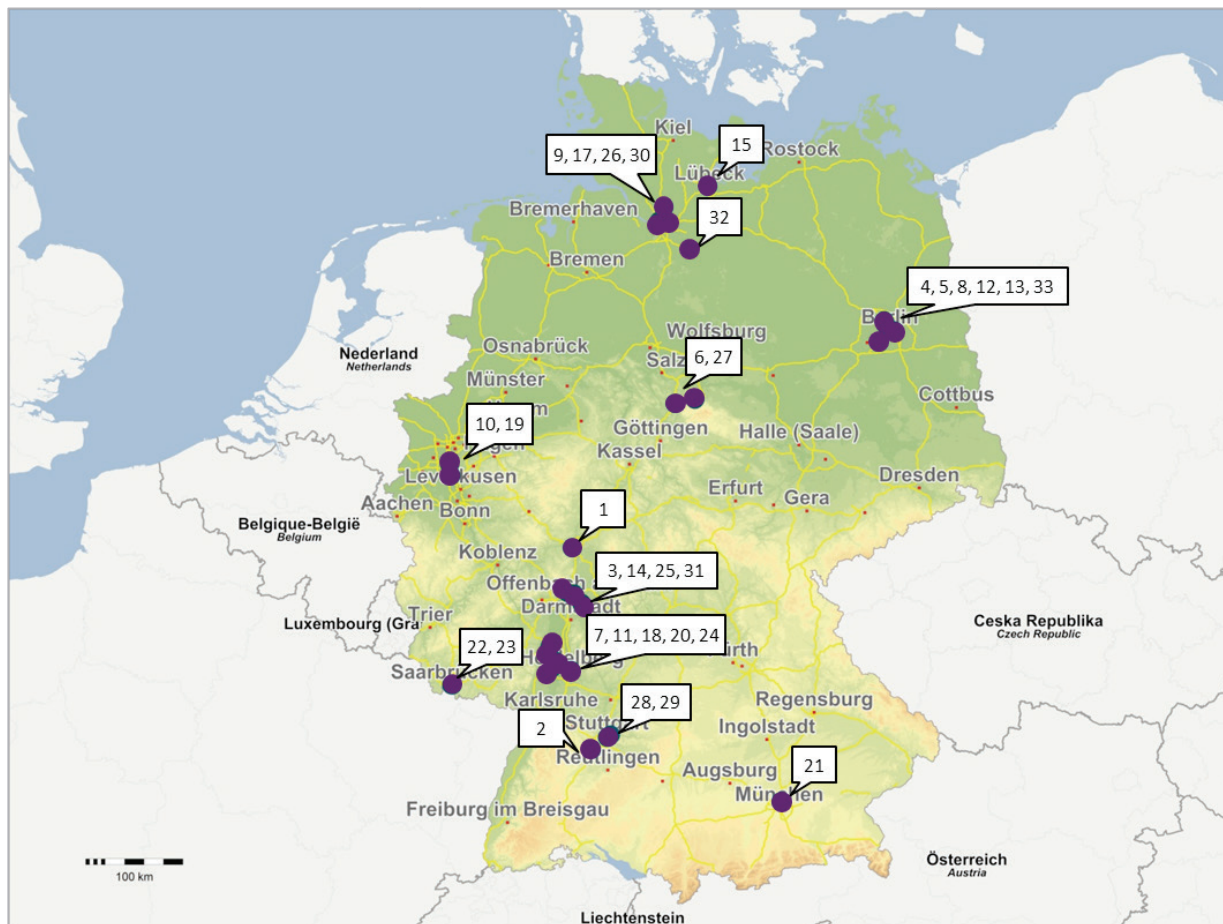 Kiel
15
Rostock
9, 17, 26, 30
Lübeck
Bremerhaven
32
Bremen
4, 5, 8, 12, 13, 33
Berlin
Wolfsburg
Osnabrück
Nederland
Netherlands
6, 27
Münster
Cottbus
10, 19
Göttingen
Halle (Saale)
Kassel
Leverkusen
Dresden
Erfurt
Gera
Aachen
Bonn
1
Belgique-België
Belgium
Koblenz
3, 14, 25, 31
Offenbach a
Darmstadt
Trier
Luxembourg (Gra
Ceska Republika
Czech Republic
7, 11, 18, 20, 24
22, 23
Heidelberg
Saarbrücken
Karlsruhe
28, 29
Regensburg
2
Stuttgart
Ingolstadt
Reutlingen
21
Augsburg
München
Freiburg im Breisgau
100 km
Österreich
Austria
Liechtenstein